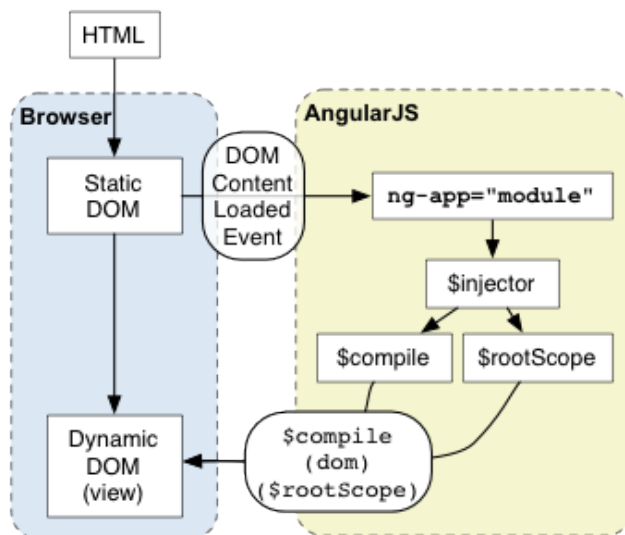 HTML
Browser
AngularJS
Static
DOM
DOM
Content
Loaded
Event
ng-app="module"
$injector
$compile
$rootScope
Dynamic
DOM
(view)
$compile
(dom)
($rootScope)